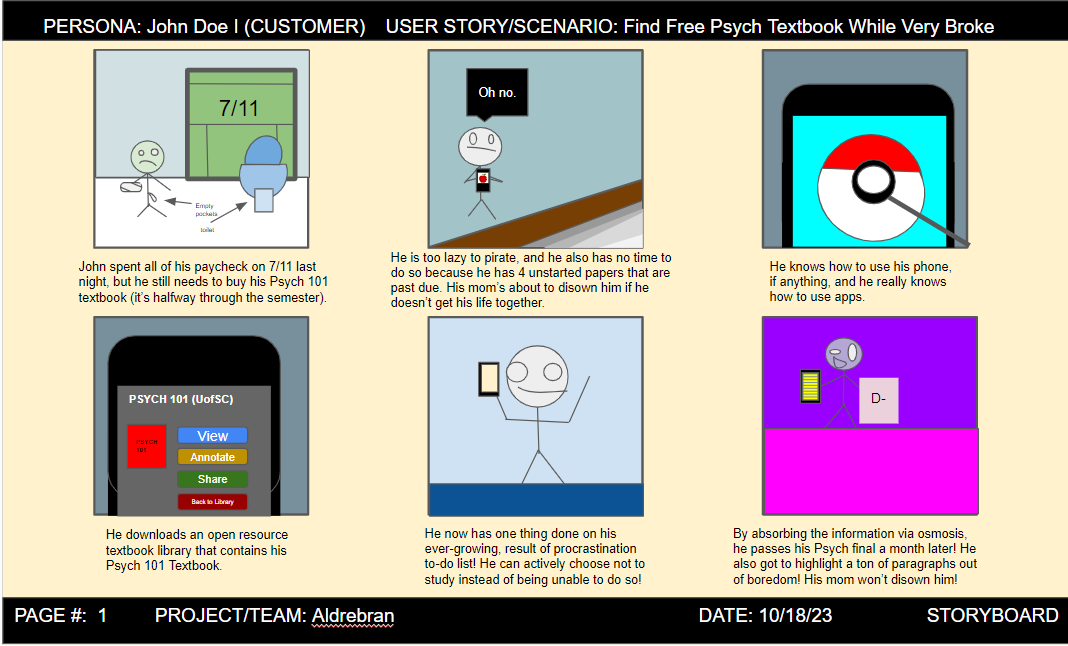 PERSONA: John Doe I (CUSTOMER) USER STORY/SCENARIO: Find Free Psych Textbook While Very Broke
7/11
Empty
pockets
toilet
John spent all of his paycheck on 7/11 last
night, but he still needs to buy his Psych 101
textbook (it's halfway through the semester).
Oh no.
He is too lazy to pirate, and he also has no time to
do so because he has 4 unstarted papers that are
past due. His mom's about to disown him if he
doesn't get his life together.
He knows how to use his phone,
if anything, and he really knows
how to use apps.
PSYCH 101 (UofSC)
PSYCH
101
View
Annotate
Share
Back to Library
He downloads an open resource
textbook library that contains his
Psych 101 Textbook.
He now has one thing done on his
ever-growing, result of procrastination
to-do list! He can actively choose not to
study instead of being unable to do so!
D-
By absorbing the information via osmosis,
he passes his Psych final a month later! He
also got to highlight a ton of paragraphs out
of boredom! His mom won't disown him!
PAGE #: 1 PROJECT/TEAM: Aldrebran DATE: 10/18/23 STORYBOARD